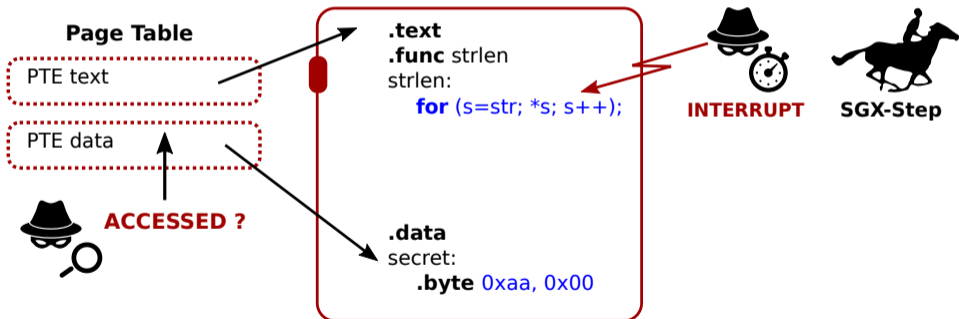 Page Table
PTE text
PTE data
ACCESSED ?
.text
.func strlen
strlen:
for (s=str; *s; s++);
.data
secret:
.byte 0xaa, 0x00
INTERRUPT
SGX-Step